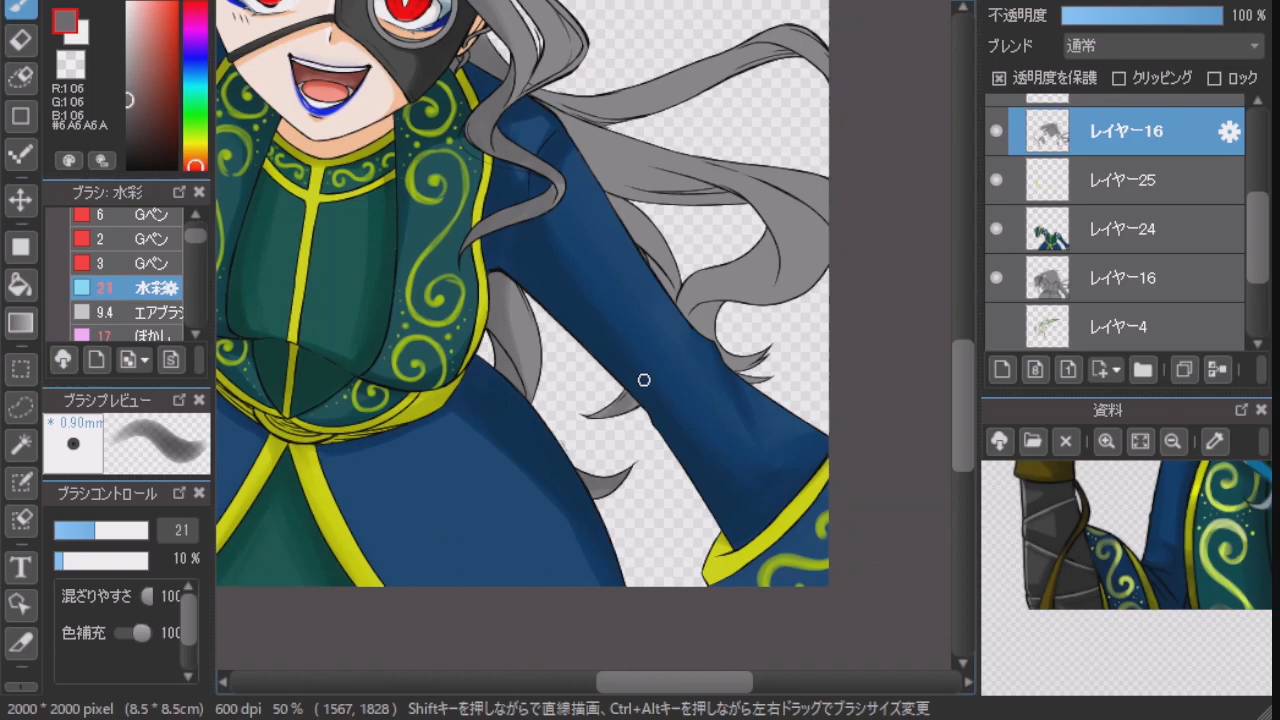 R:106
G:106
B:106
#6A6A6A
ブラシ: 水彩
6 Gペン
2 Gペン
3 Gペン
21 水彩
9.4 エアブラシ
17 ぼかし
ブラシプレビュー
* 0.90mm
ブラシコントロール
21
10 %
混ざりやすさ 100
色補充 100
不透明度 100 %
ブレンド 通常
透明度を保護 クリッピング ロック
レイヤー16
レイヤー25
レイヤー24
レイヤー16
レイヤー4
資料
2000 * 2000 pixel (8.5 * 8.5cm) 600 dpi 50 % ( 1567, 1828 ) Shiftキーを押しながらで直線描画、Ctrl+Altキーを押しながら左右ドラッグでブラシサイズ変更